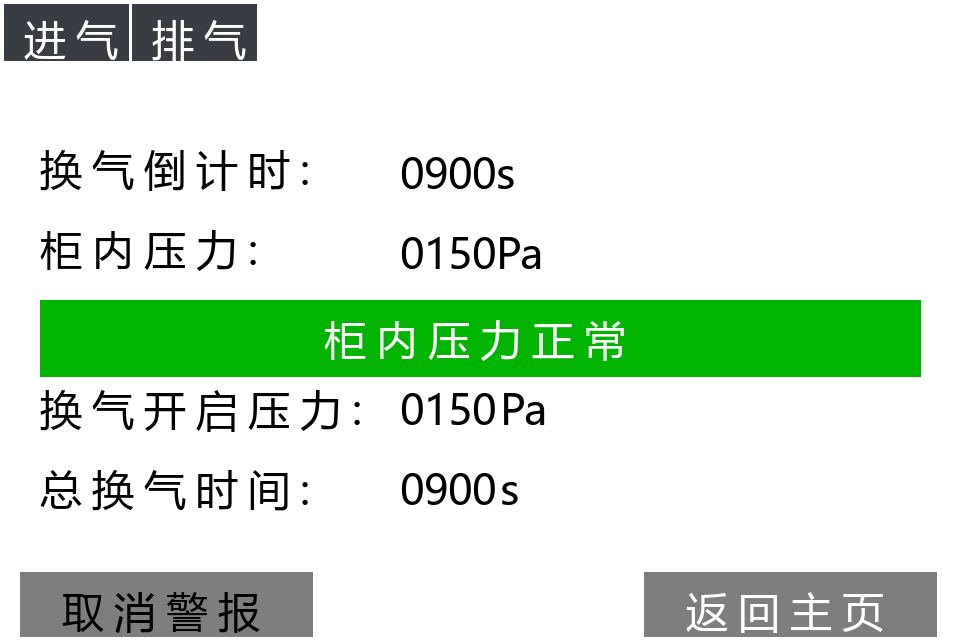 进气 排气
换气倒计时: 0900s
柜内压力: 0150Pa
柜内压力正常
换气开启压力: 0150Pa
总换气时间: 0900s
取消警报 返回主页